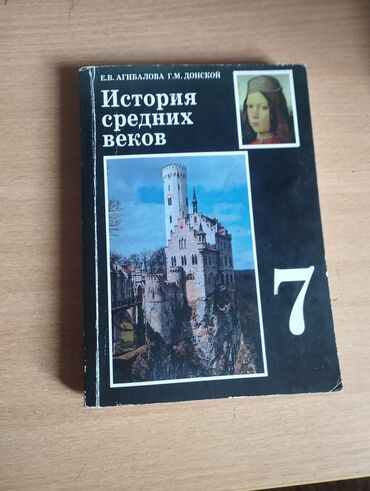 Е.В. АГИБАЛОВА Г.М. ДОНСКОЙ
История
средних
веков
7